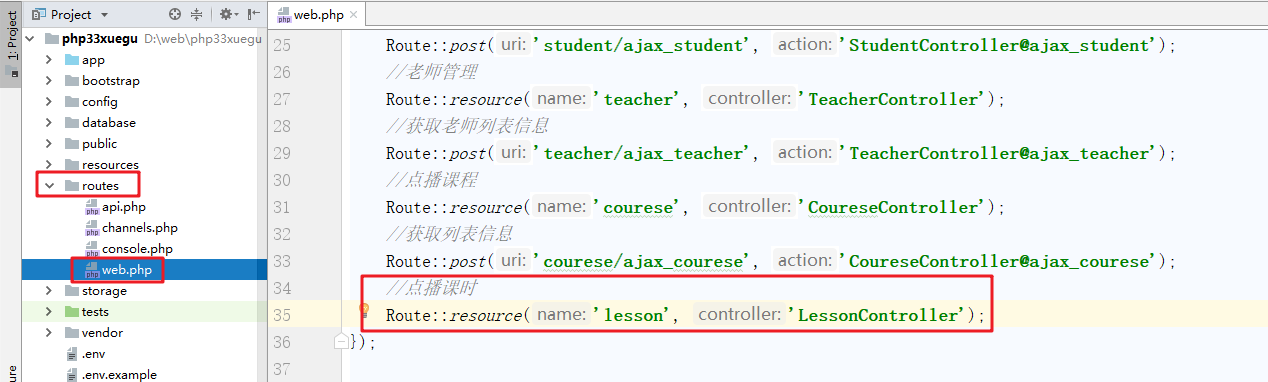 1: Project
Project
php33xuegu D:\web\php33xuegu
app
bootstrap
config
database
public
resources
routes
api.php
channels.php
console.php
web.php
storage
tests
vendor
.env
.env.example
web.php
25 Route::post( uri: 'student/ajax_student', action: 'StudentController@ajax_student');
26 //老师管理
27 Route::resource( name: 'teacher', controller: 'TeacherController');
28 //获取老师列表信息
29 Route::post( uri: 'teacher/ajax_teacher', action: 'TeacherController@ajax_teacher');
30 //点播课程
31 Route::resource( name: 'courese', controller: 'CoureseController');
32 //获取列表信息
33 Route::post( uri: 'courese/ajax_courese', action: 'CoureseController@ajax_courese');
34 //点播课时
35 Route::resource( name: 'lesson', controller: 'LessonController');
36 });
37